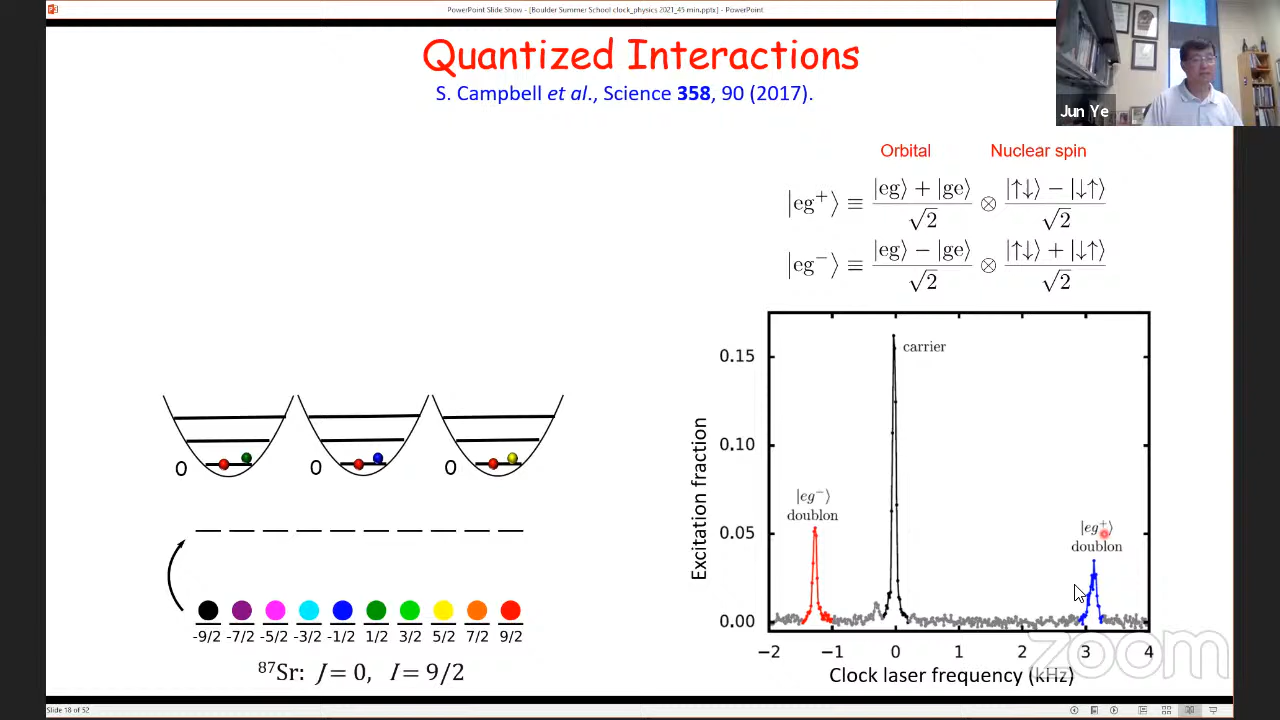 PowerPoint Slide Show - [Boulder Summer School clock_physics 2021_45 min.pptx] - PowerPoint
Quantized Interactions
S. Campbell et al., Science 358, 90 (2017).
Jun Ye
Orbital Nuclear spin
|eg⁺⟩ ≡ |eg⟩ + |ge⟩ / √2 ⊗ |↑↓⟩ − |↓↑⟩ / √2
|eg⁻⟩ ≡ |eg⟩ − |ge⟩ / √2 ⊗ |↑↓⟩ + |↓↑⟩ / √2
0 0 0
-9/2 -7/2 -5/2 -3/2 -1/2 1/2 3/2 5/2 7/2 9/2
⁸⁷Sr: J = 0, I = 9/2
Excitation fraction
0.15
0.10
0.05
0.00
carrier
|eg⁻⟩
doublon
|eg⁺⟩
doublon
−2 −1 0 1 2 3 4
Clock laser frequency (kHz)
zoom
Slide 18 of 52